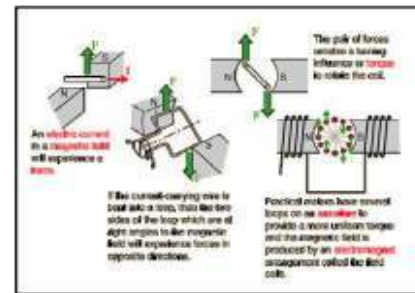 F
S
N
I
An electric current
in a magnetic field
will experience a
force.
F
N
S
F
If the current-carrying wire is
bent into a loop, then the two
sides of the loop which are at
right angles to the magnetic
field will experience forces in
opposite directions.
F
N
S
F
The pair of forces
creates a turning
influence or torque
to rotate the coil.
N
S
Practical motors have several
loops on an armature to
provide a more uniform torque
and the magnetic field is
produced by an electromagnet
arrangement called the field
coils.